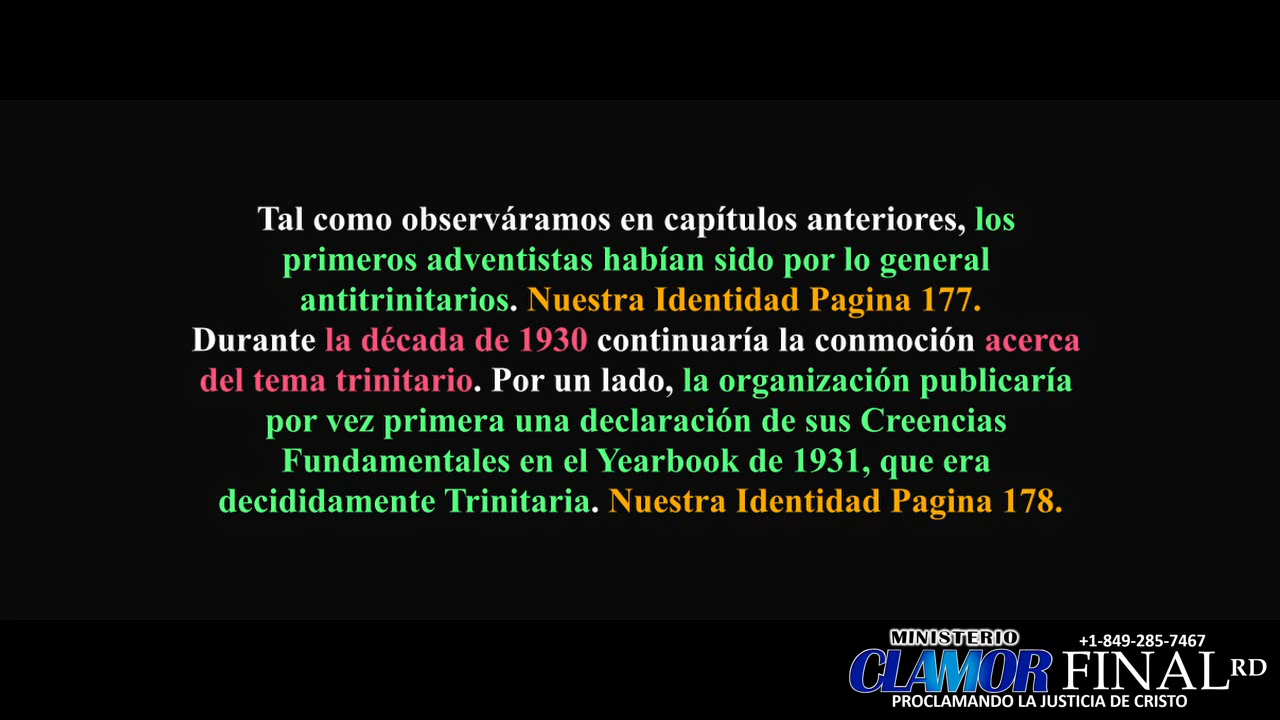 Tal como observáramos en capítulos anteriores, los
primeros adventistas habían sido por lo general
antitrinitarios. Nuestra Identidad Pagina 177.
Durante la década de 1930 continuaría la conmoción acerca
del tema trinitario. Por un lado, la organización publicaría
por vez primera una declaración de sus Creencias
Fundamentales en el Yearbook de 1931, que era
decididamente Trinitaria. Nuestra Identidad Pagina 178.
MINISTERIO
+1-849-285-7467
CLAMOR FINAL RD
PROCLAMANDO LA JUSTICIA DE CRISTO